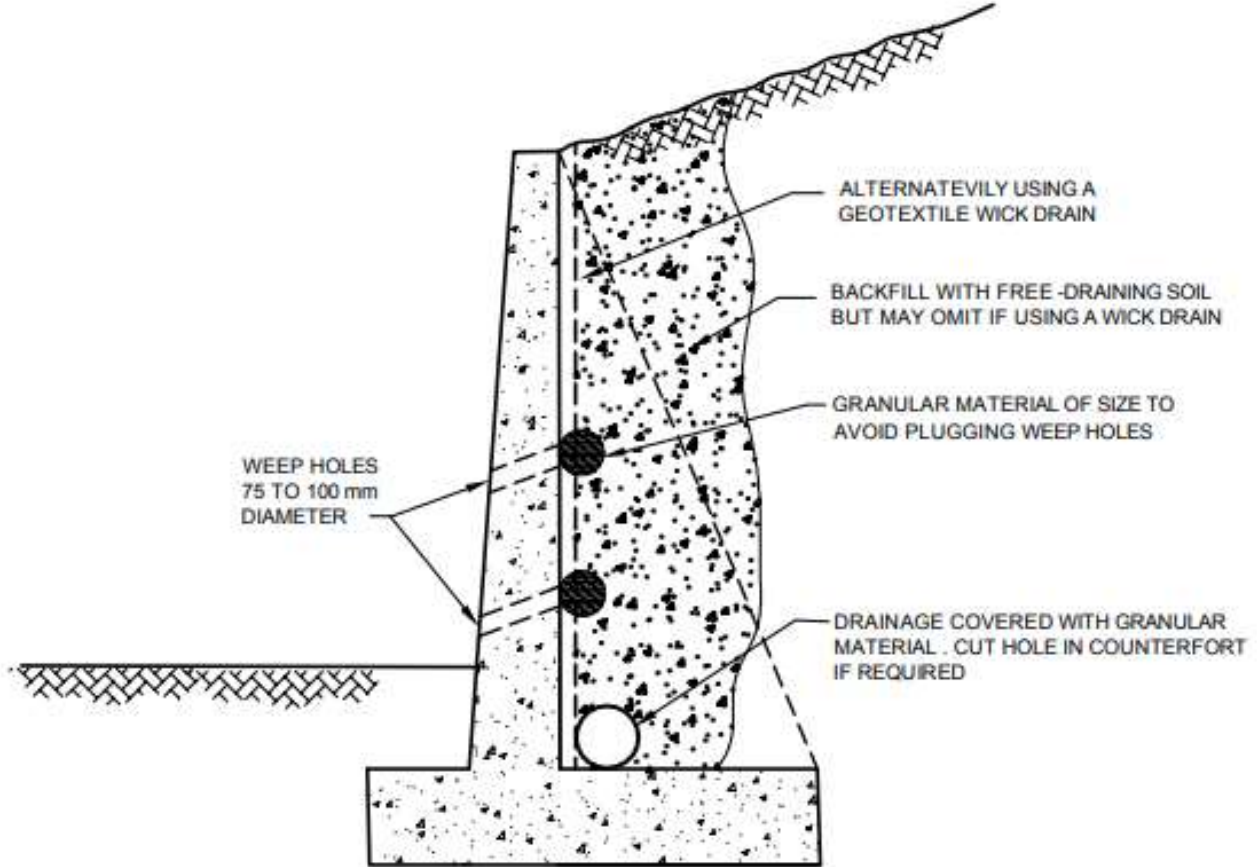 ALTERNATEVILY USING A
GEOTEXTILE WICK DRAIN
BACKFILL WITH FREE -DRAINING SOIL
BUT MAY OMIT IF USING A WICK DRAIN
GRANULAR MATERIAL OF SIZE TO
AVOID PLUGGING WEEP HOLES
WEEP HOLES
75 TO 100 mm
DIAMETER
DRAINAGE COVERED WITH GRANULAR
MATERIAL . CUT HOLE IN COUNTERFORT
IF REQUIRED